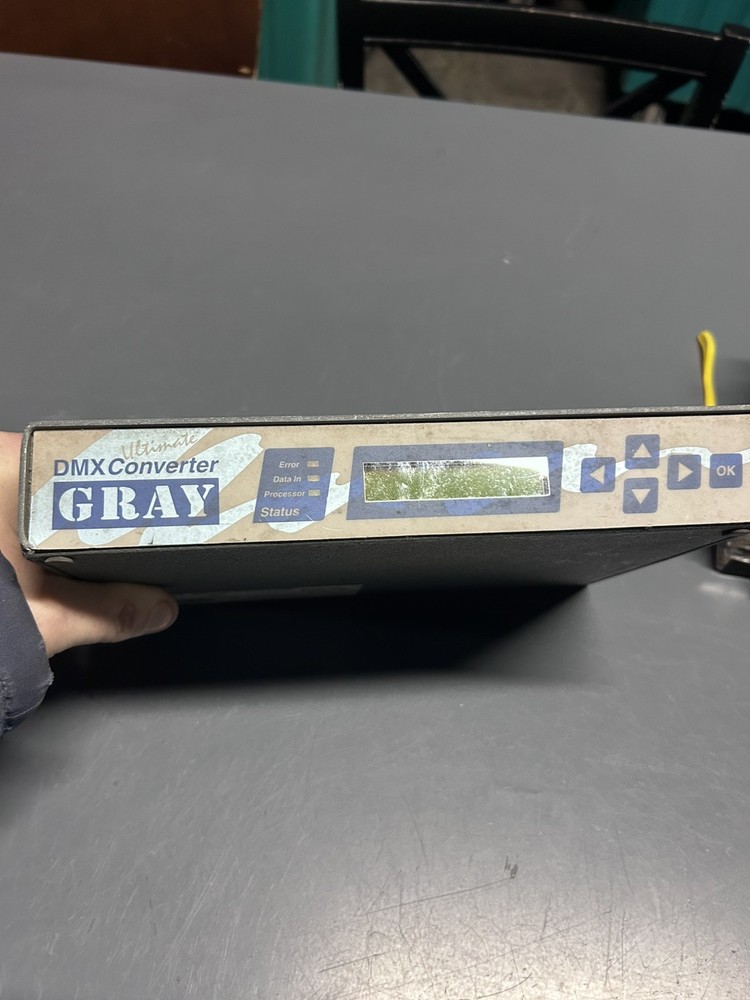 Ultimate
DMX Converter
GRAY
Error
Data In
Processor
Status
OK